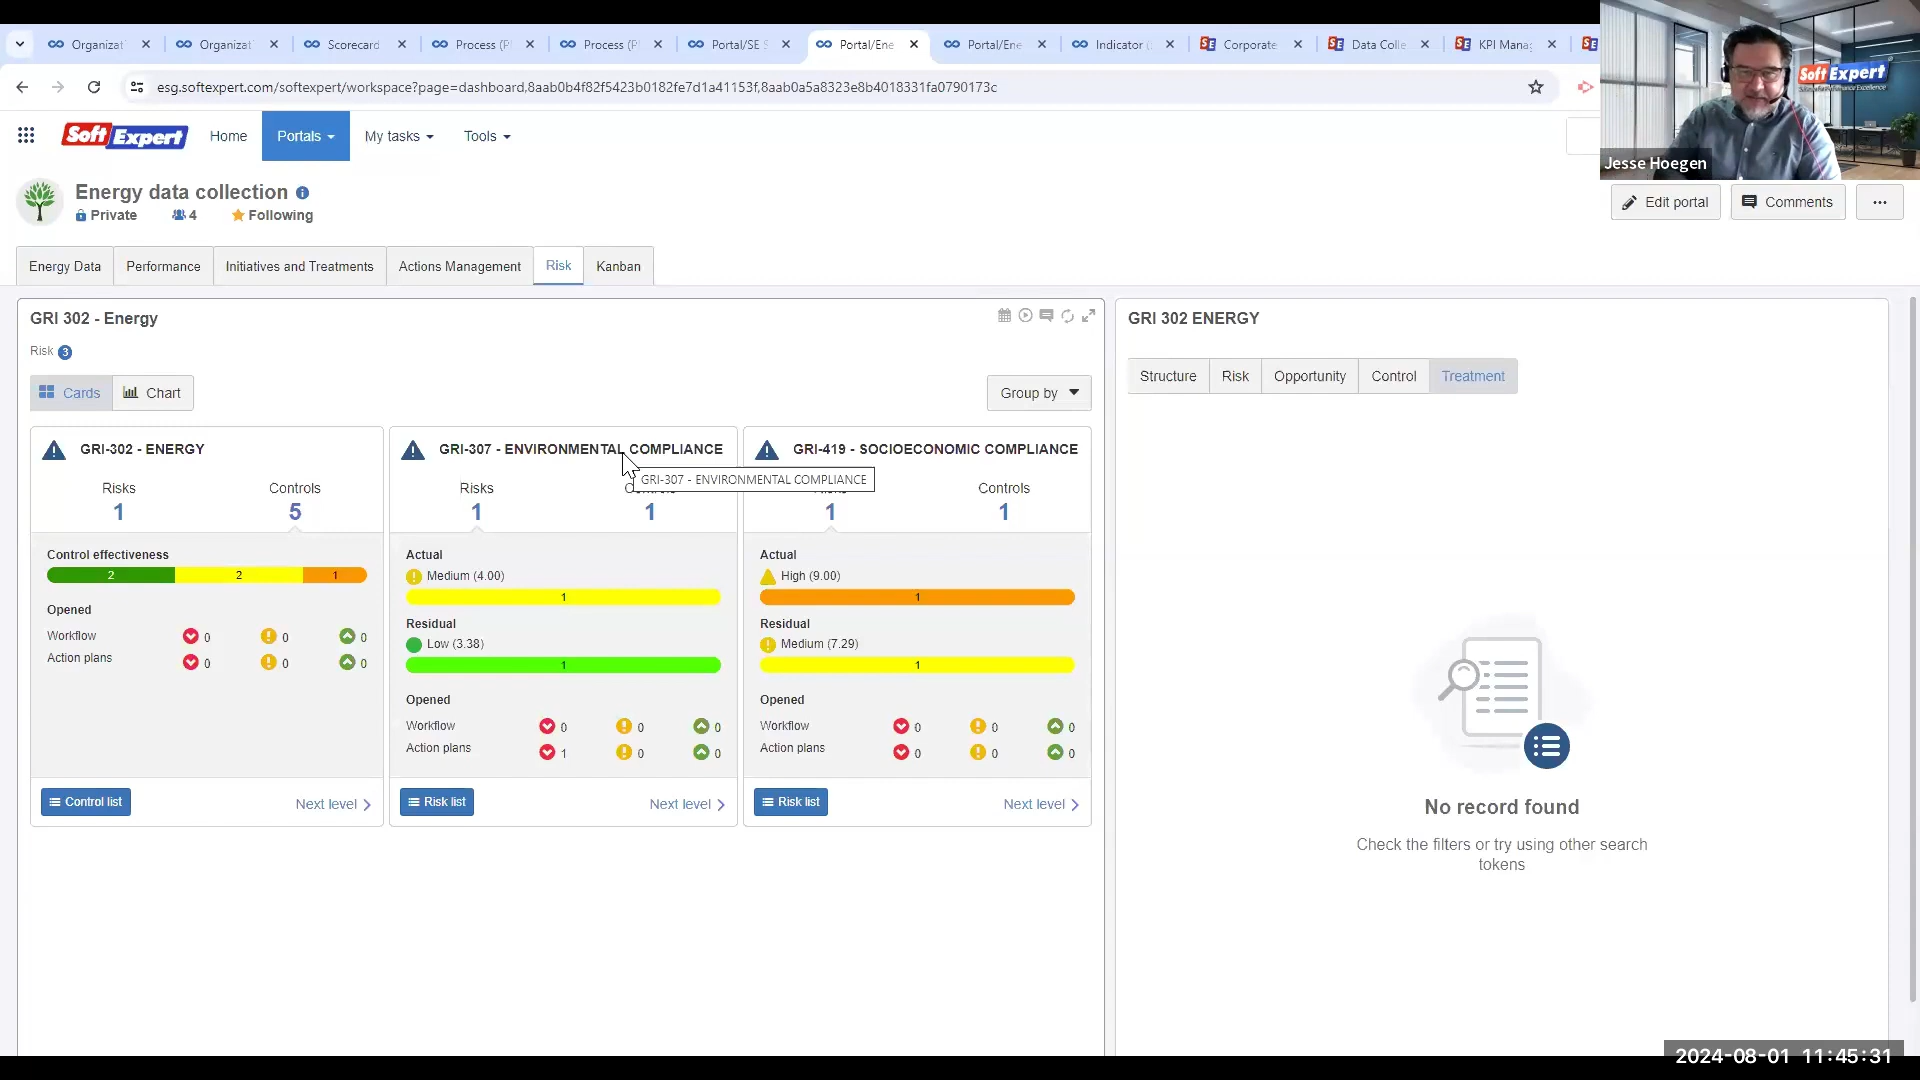 Organizat
Organizat
Scorecard
Process (P
Process (P
Portal/SE S
Portal/Ene
Portal/Ene
Indicator (
Corporate
Data Colle
KPI Manag
esg.softexpert.com/softexpert/workspace?page=dashboard,8aab0b4f82f5423b0182fe7d1a41153f,8aab0a5a8323e8b4018331fa0790173c
SoftExpert
Jesse Hoegen
SoftExpert Home Portals My tasks Tools
Energy data collection
Private 4 Following
Edit portal Comments ...
Energy Data Performance Initiatives and Treatments Actions Management Risk Kanban
GRI 302 - Energy
Risk 3
Cards Chart Group by
GRI-302 - ENERGY
Risks Controls
1 5
Control effectiveness
2 2 1
Opened
Workflow 0 0 0
Action plans 0 0 0
Control list Next level
GRI-307 - ENVIRONMENTAL COMPLIANCE
GRI-307 - ENVIRONMENTAL COMPLIANCE
Risks
1 1
Actual
Medium (4.00)
1
Residual
Low (3.38)
1
Opened
Workflow 0 0 0
Action plans 1 0 0
Risk list Next level
GRI-419 - SOCIOECONOMIC COMPLIANCE
Controls
1 1
Actual
High (9.00)
1
Residual
Medium (7.29)
1
Opened
Workflow 0 0 0
Action plans 0 0 0
Risk list Next level
GRI 302 ENERGY
Structure Risk Opportunity Control Treatment
No record found
Check the filters or try using other search
tokens
2024-08-01 11:45:31